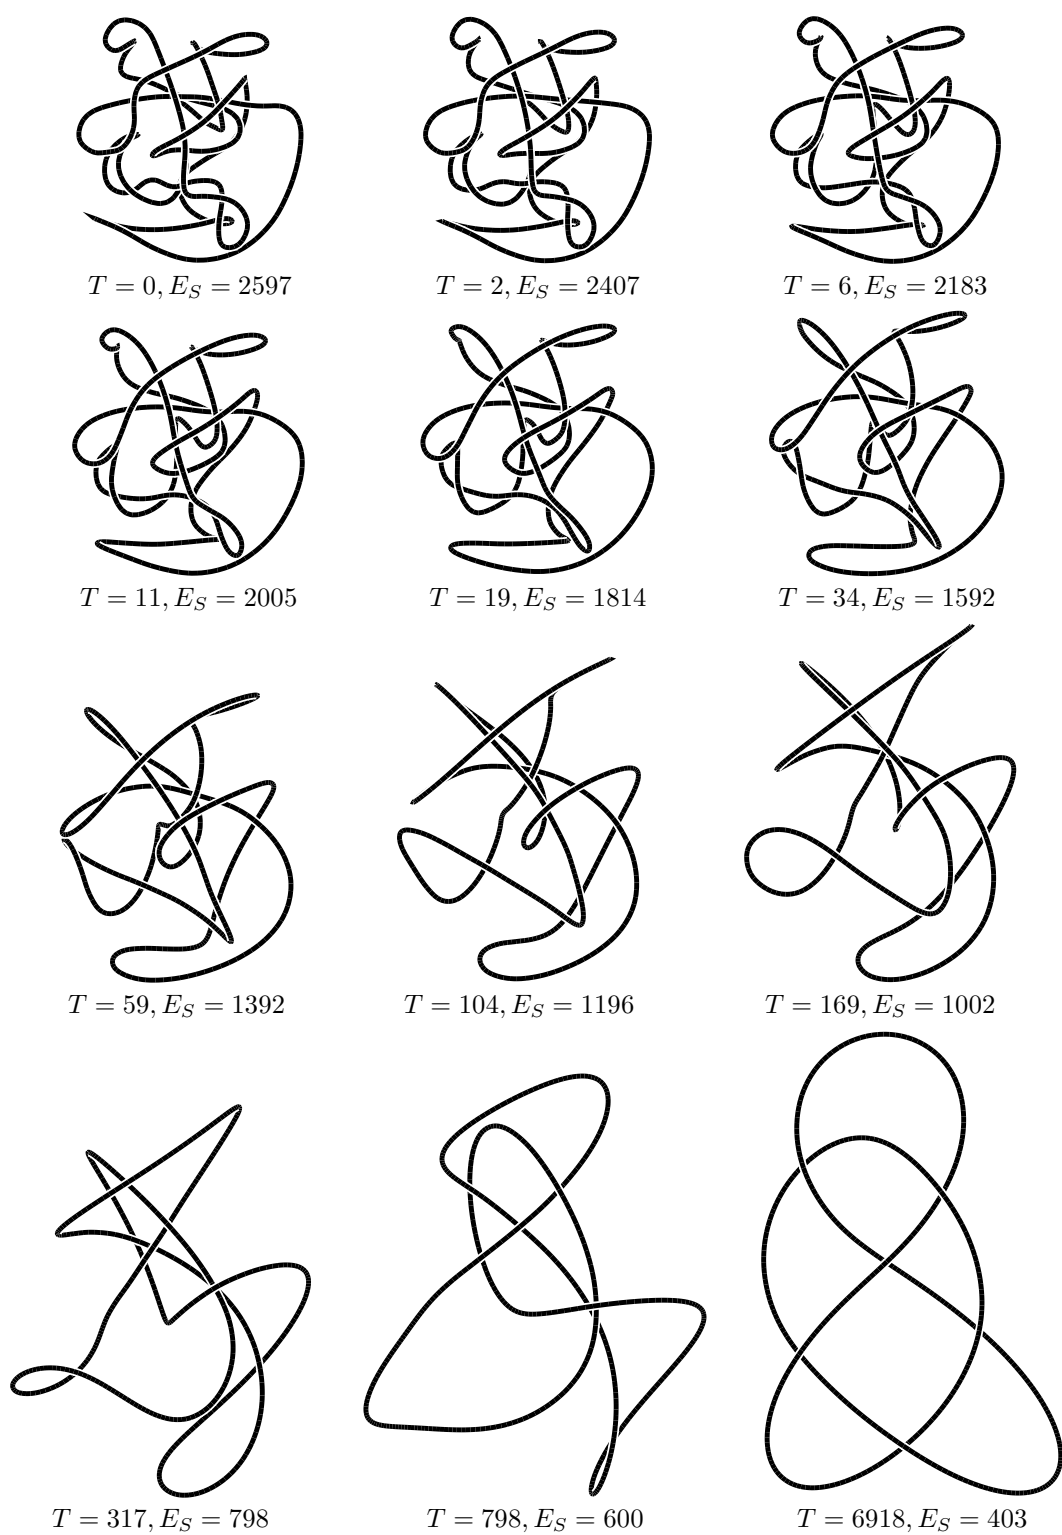 T = 0, E_S = 2597
T = 2, E_S = 2407
T = 6, E_S = 2183
T = 11, E_S = 2005
T = 19, E_S = 1814
T = 34, E_S = 1592
T = 59, E_S = 1392
T = 104, E_S = 1196
T = 169, E_S = 1002
T = 317, E_S = 798
T = 798, E_S = 600
T = 6918, E_S = 403